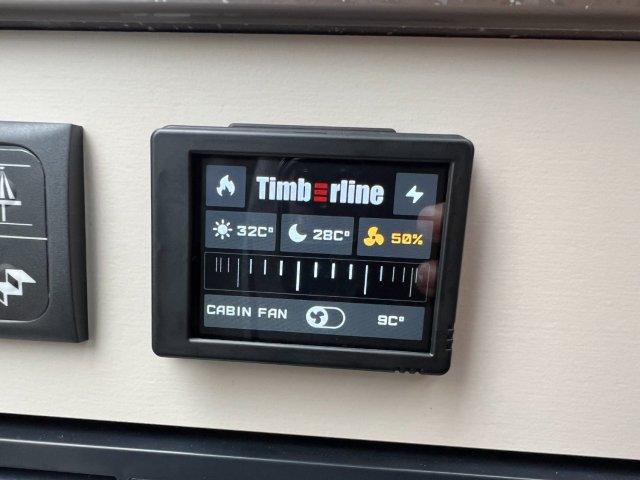 Timberline
32C° 28C° 50%
CABIN FAN 9C°